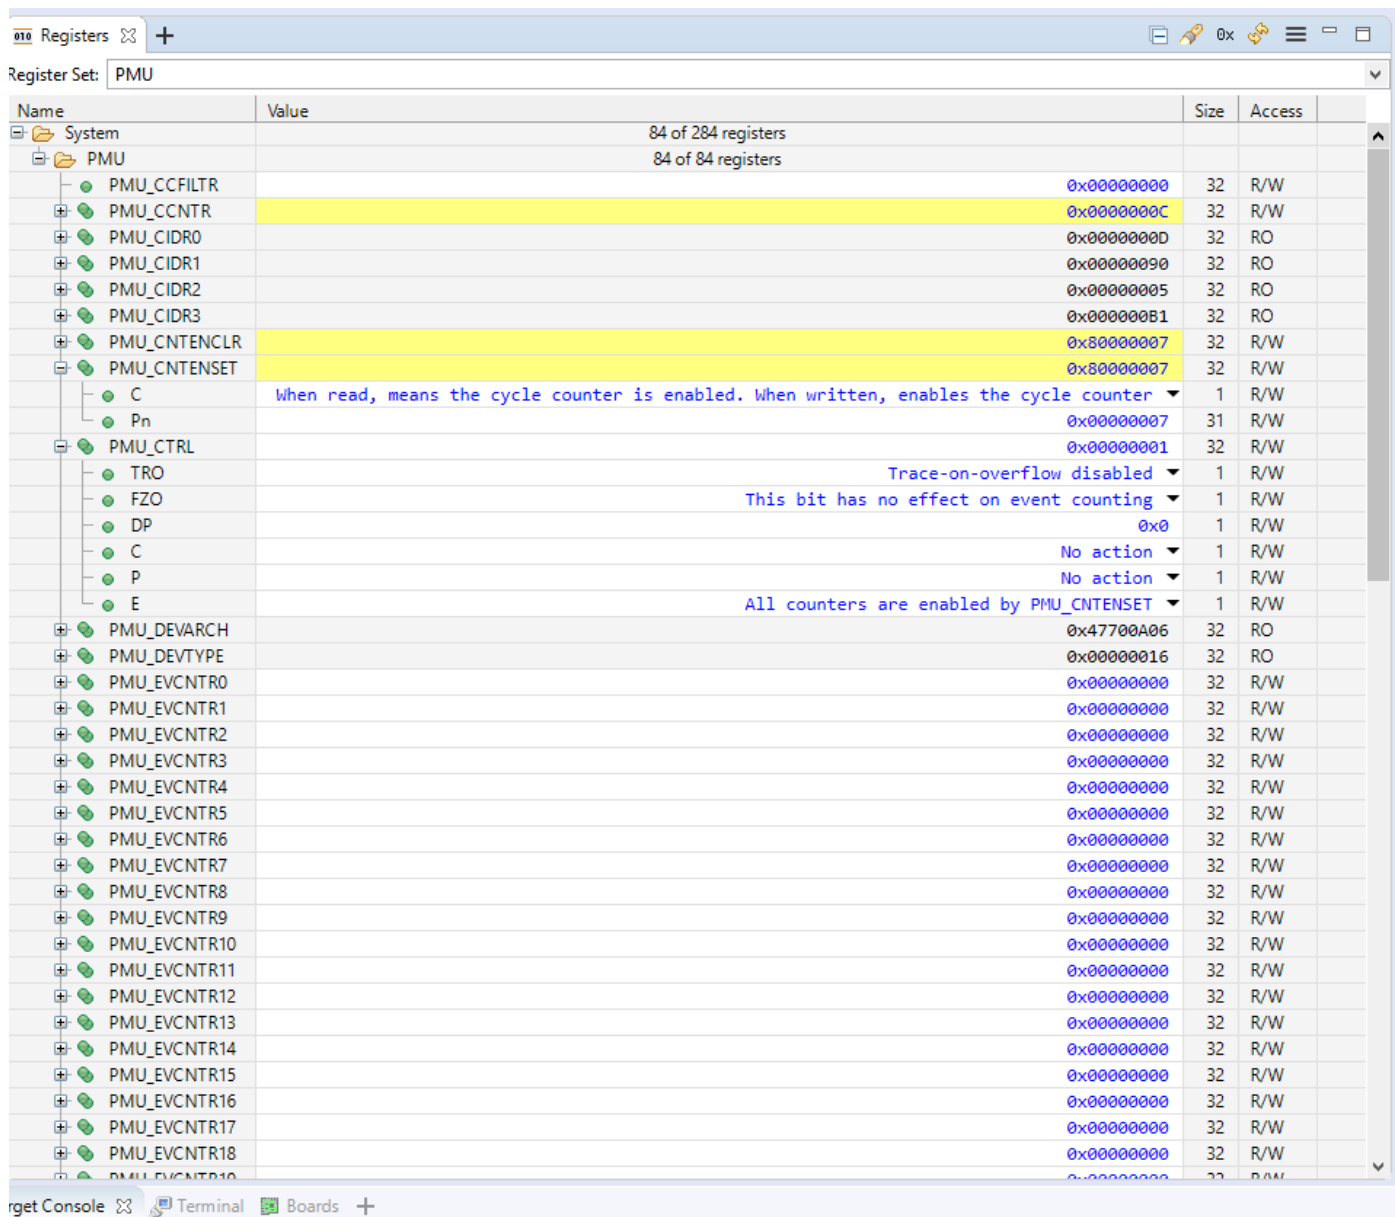 010 Registers
0x
Register Set: PMU
Name Value Size Access
System 84 of 284 registers
PMU 84 of 84 registers
PMU_CCFILTR 0x00000000 32 R/W
PMU_CCNTR 0x0000000C 32 R/W
PMU_CIDR0 0x0000000D 32 RO
PMU_CIDR1 0x00000090 32 RO
PMU_CIDR2 0x00000005 32 RO
PMU_CIDR3 0x000000B1 32 RO
PMU_CNTENCLR 0x80000007 32 R/W
PMU_CNTENSET 0x80000007 32 R/W
C When read, means the cycle counter is enabled. When written, enables the cycle counter 1 R/W
Pn 0x00000007 31 R/W
PMU_CTRL 0x00000001 32 R/W
TRO Trace-on-overflow disabled 1 R/W
FZO This bit has no effect on event counting 1 R/W
DP 0x0 1 R/W
C No action 1 R/W
P No action 1 R/W
E All counters are enabled by PMU_CNTENSET 1 R/W
PMU_DEVARCH 0x47700A06 32 RO
PMU_DEVTYPE 0x00000016 32 RO
PMU_EVCNTR0 0x00000000 32 R/W
PMU_EVCNTR1 0x00000000 32 R/W
PMU_EVCNTR2 0x00000000 32 R/W
PMU_EVCNTR3 0x00000000 32 R/W
PMU_EVCNTR4 0x00000000 32 R/W
PMU_EVCNTR5 0x00000000 32 R/W
PMU_EVCNTR6 0x00000000 32 R/W
PMU_EVCNTR7 0x00000000 32 R/W
PMU_EVCNTR8 0x00000000 32 R/W
PMU_EVCNTR9 0x00000000 32 R/W
PMU_EVCNTR10 0x00000000 32 R/W
PMU_EVCNTR11 0x00000000 32 R/W
PMU_EVCNTR12 0x00000000 32 R/W
PMU_EVCNTR13 0x00000000 32 R/W
PMU_EVCNTR14 0x00000000 32 R/W
PMU_EVCNTR15 0x00000000 32 R/W
PMU_EVCNTR16 0x00000000 32 R/W
PMU_EVCNTR17 0x00000000 32 R/W
PMU_EVCNTR18 0x00000000 32 R/W
rget Console Terminal Boards